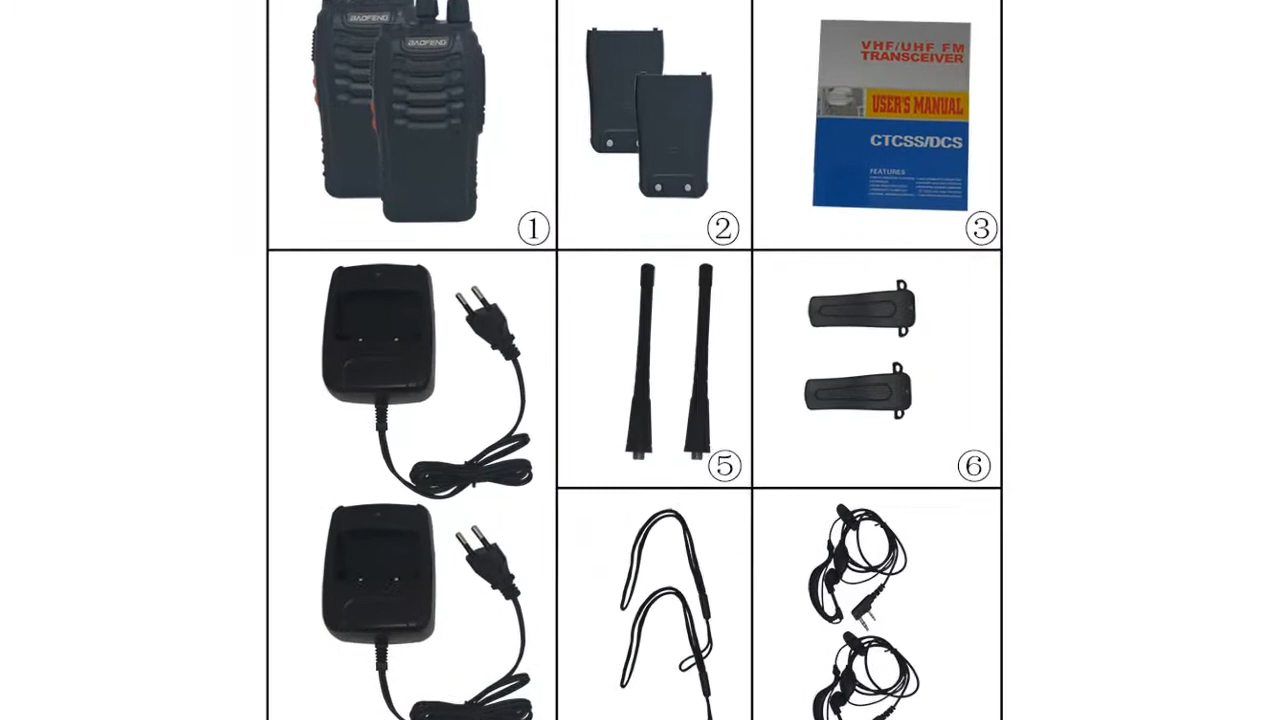 BAOFENG
BAOFENG
①
②
VHF/UHF FM
TRANSCEIVER
USER'S MANUAL
CTCSS/DCS
FEATURES
③
⑤
⑥